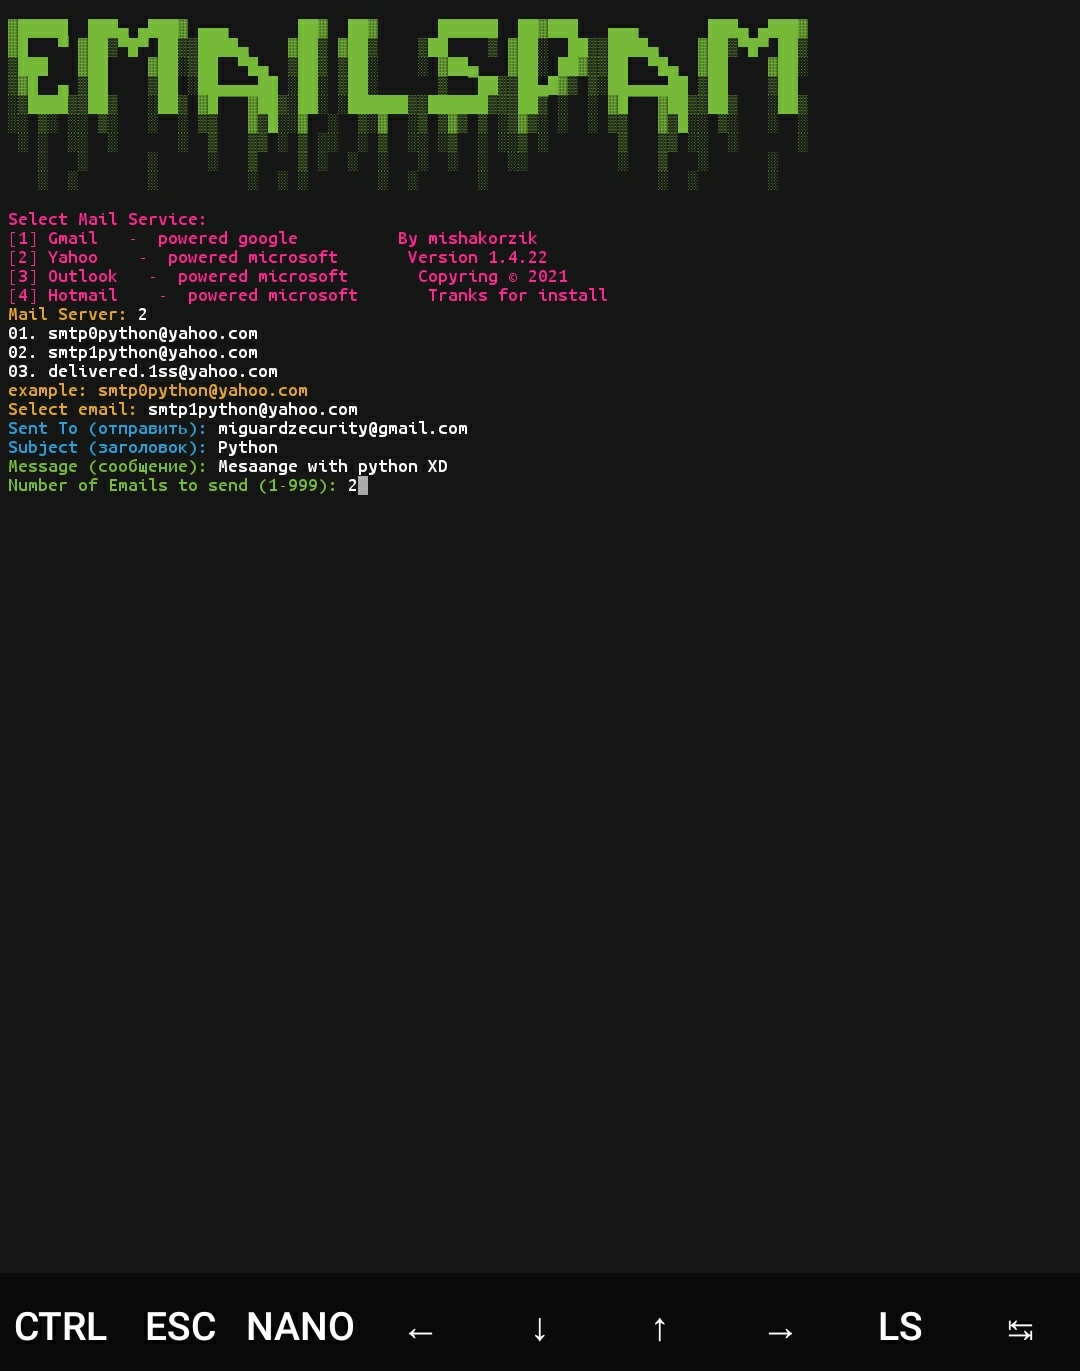 EMAILSPAM
Select Mail Service:
[1] Gmail   -  powered google          By mishakorzik
[2] Yahoo    -  powered microsoft       Version 1.4.22
[3] Outlook   -  powered microsoft       Copyring © 2021
[4] Hotmail    -  powered microsoft       Tranks for install
Mail Server: 2
01. smtp0python@yahoo.com
02. smtp1python@yahoo.com
03. delivered.1ss@yahoo.com
example: smtp0python@yahoo.com
Select email: smtp1python@yahoo.com
Sent To (отправить): miguardzecurity@gmail.com
Subject (заголовок): Python
Message (сообщение): Mesaange with python XD
Number of Emails to send (1-999): 2
CTRL ESC NANO ← ↓ ↑ → LS ↹